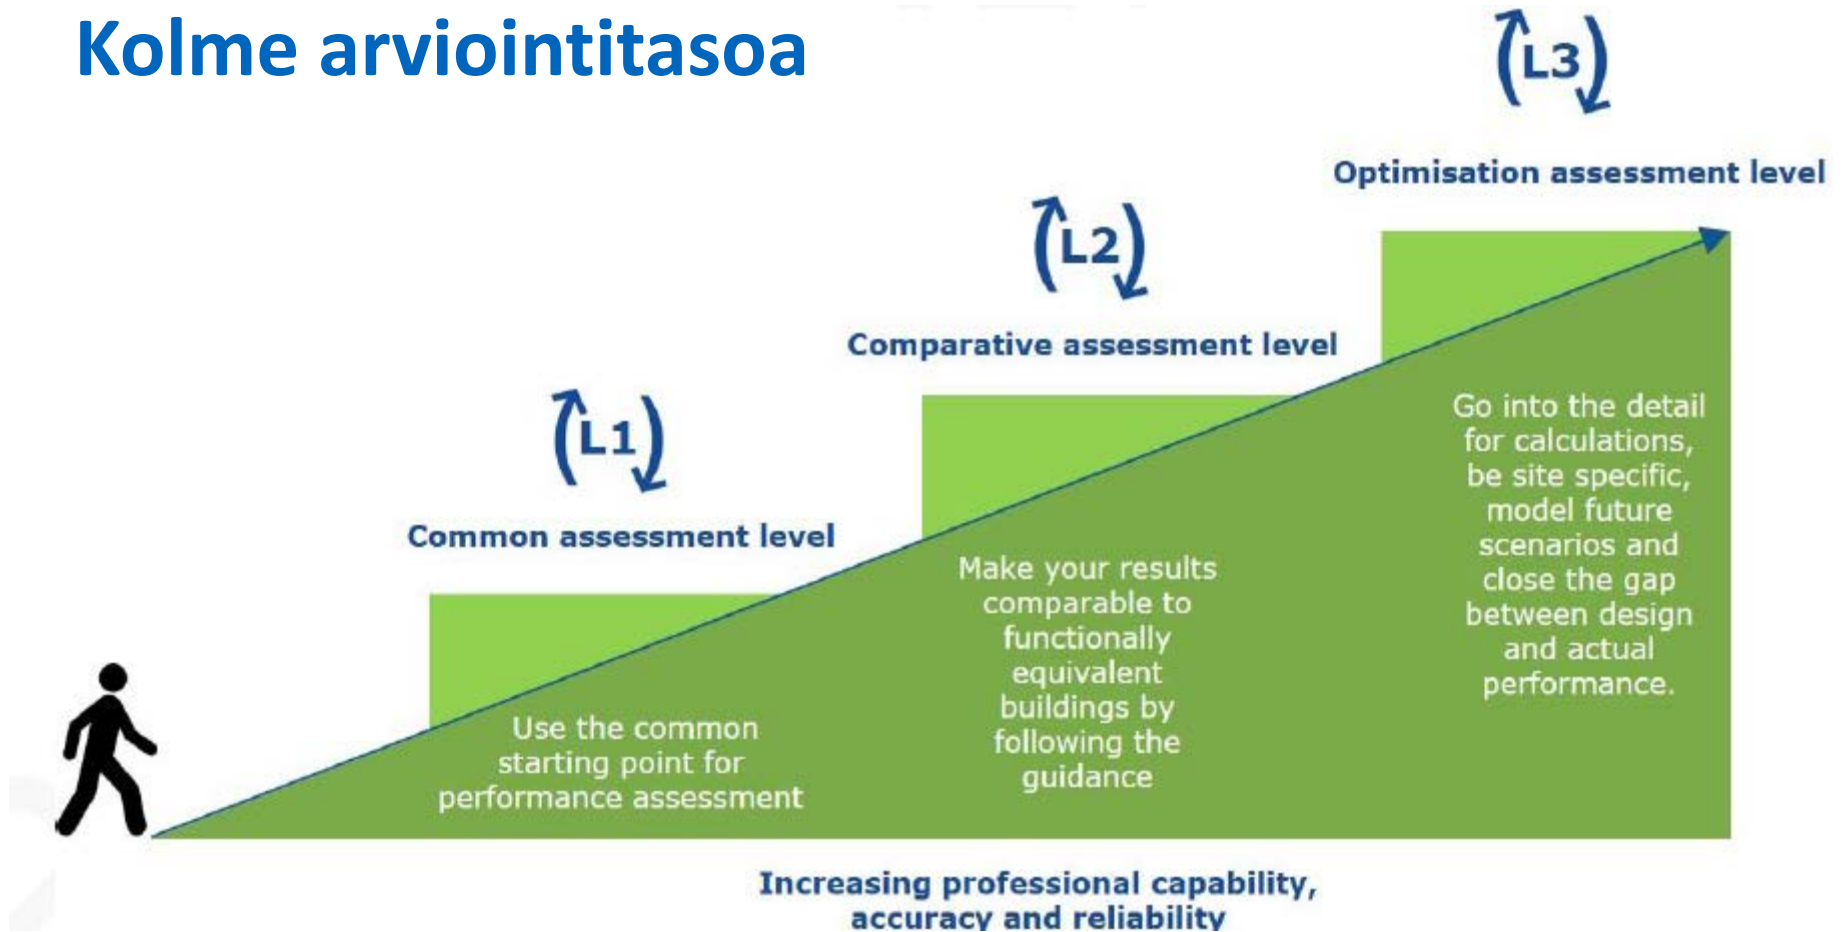 Kolme arviointitasoa
L3
Optimisation assessment level
L2
Comparative assessment level
L1
Common assessment level
Use the common
starting point for
performance assessment
Make your results
comparable to
functionally
equivalent
buildings by
following the
guidance
Go into the detail
for calculations,
be site specific,
model future
scenarios and
close the gap
between design
and actual
performance.
Increasing professional capability,
accuracy and reliability